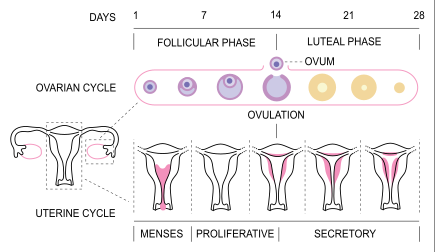 DAYS 1 7 14 21 28
FOLLICULAR PHASE LUTEAL PHASE
OVUM
OVARIAN CYCLE
OVULATION
UTERINE CYCLE
MENSES PROLIFERATIVE SECRETORY